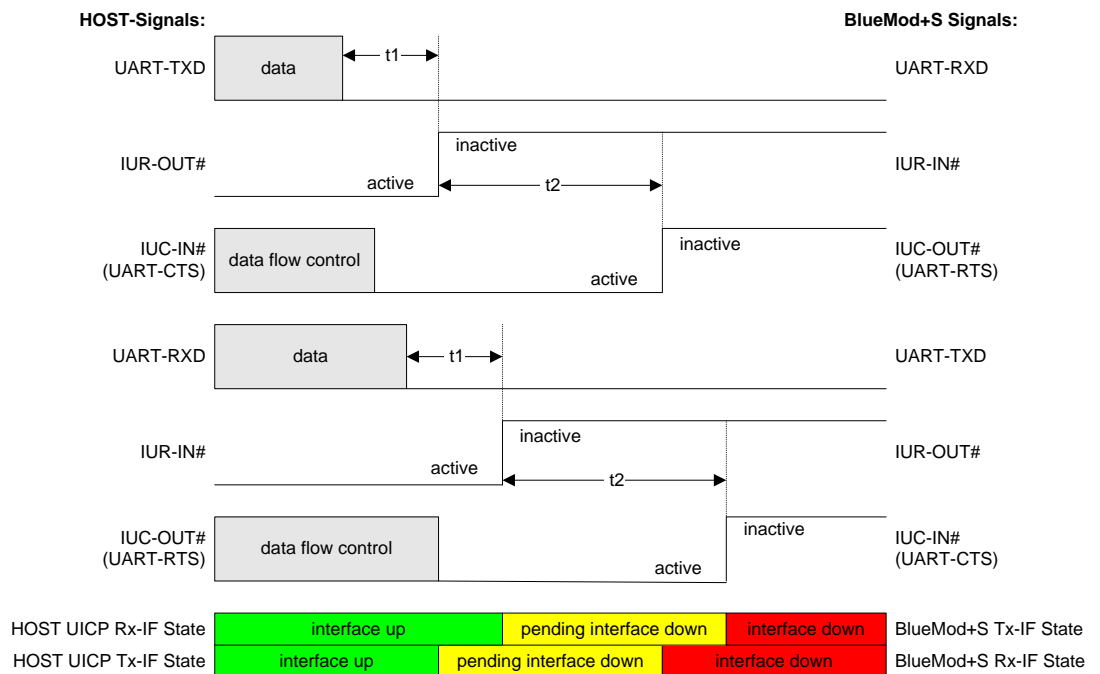 HOST-Signals:
BlueMod+S Signals:
UART-TXD
data
t1
UART-RXD
inactive
IUR-OUT#
IUR-IN#
active
t2
IUC-IN#
(UART-CTS)
data flow control
inactive
active
IUC-OUT#
(UART-RTS)
UART-RXD
data
t1
UART-TXD
inactive
IUR-IN#
IUR-OUT#
active
t2
IUC-OUT#
(UART-RTS)
data flow control
inactive
active
IUC-IN#
(UART-CTS)
HOST UICP Rx-IF State
interface up
pending interface down
interface down
BlueMod+S Tx-IF State
HOST UICP Tx-IF State
interface up
pending interface down
interface down
BlueMod+S Rx-IF State